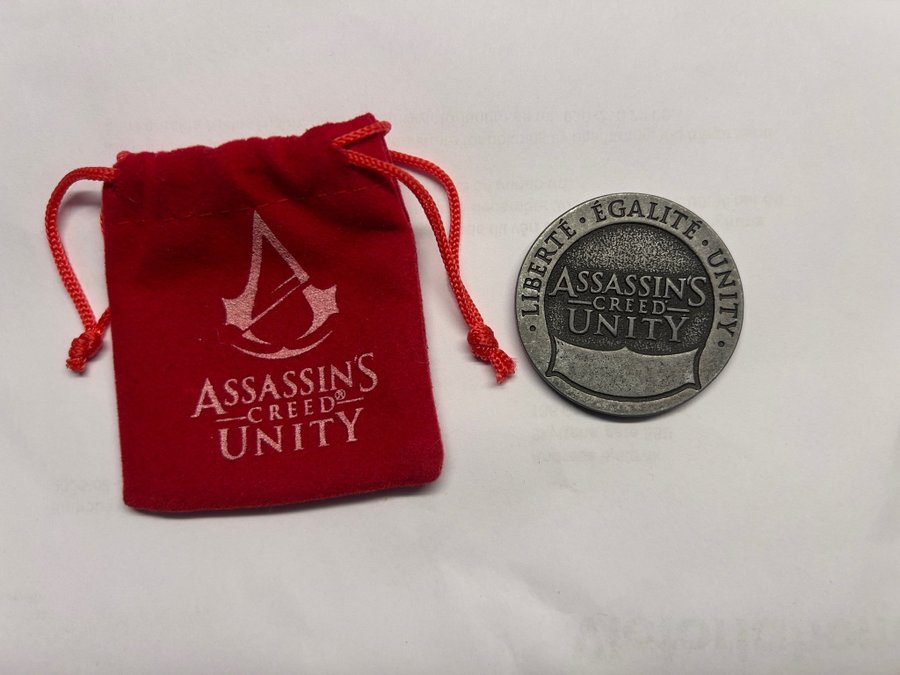 ASSASSIN'S
CREED®
UNITY
LIBERTÉ · ÉGALITÉ · UNITY
ASSASSIN'S
CREED
UNITY